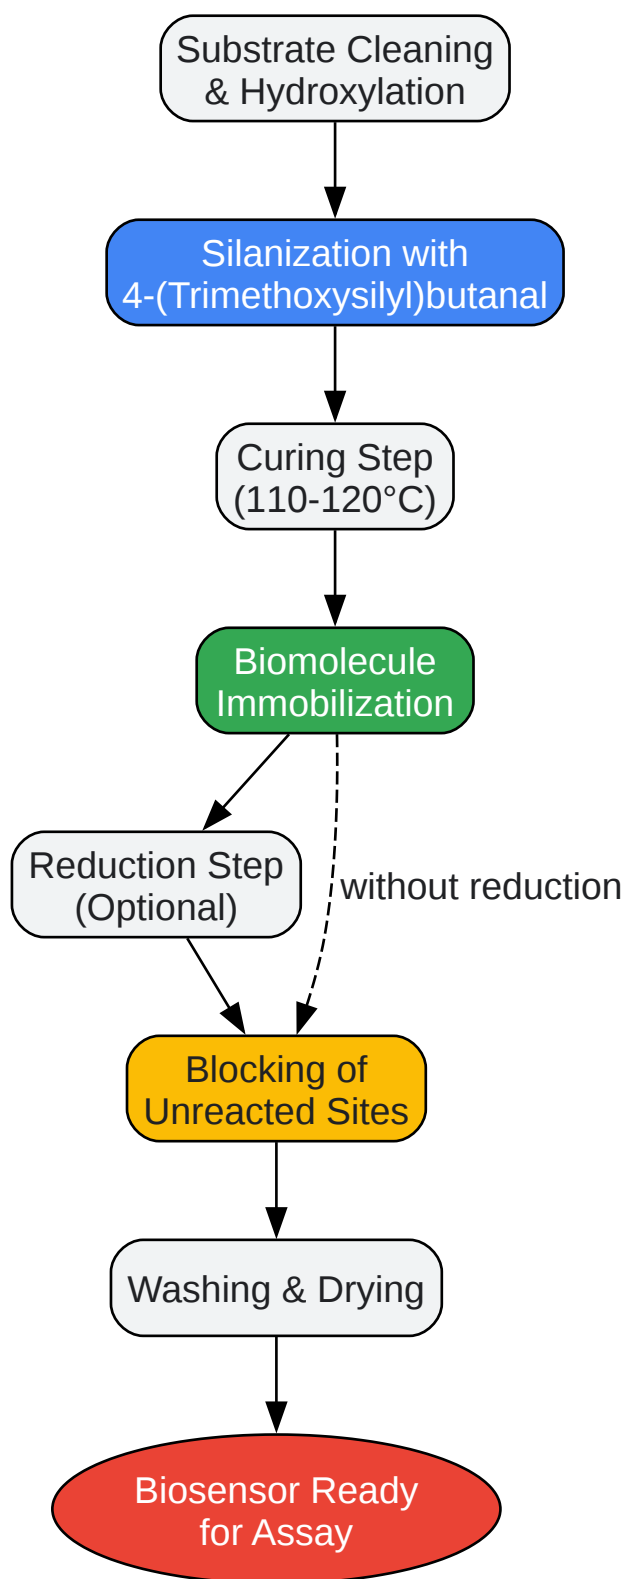 Substrate Cleaning
& Hydroxylation
Silanization with
4-(Trimethoxysilyl)butanal
Curing Step
(110-120°C)
Biomolecule
Immobilization
Reduction Step
(Optional)
without reduction
Blocking of
Unreacted Sites
Washing & Drying
Biosensor Ready
for Assay